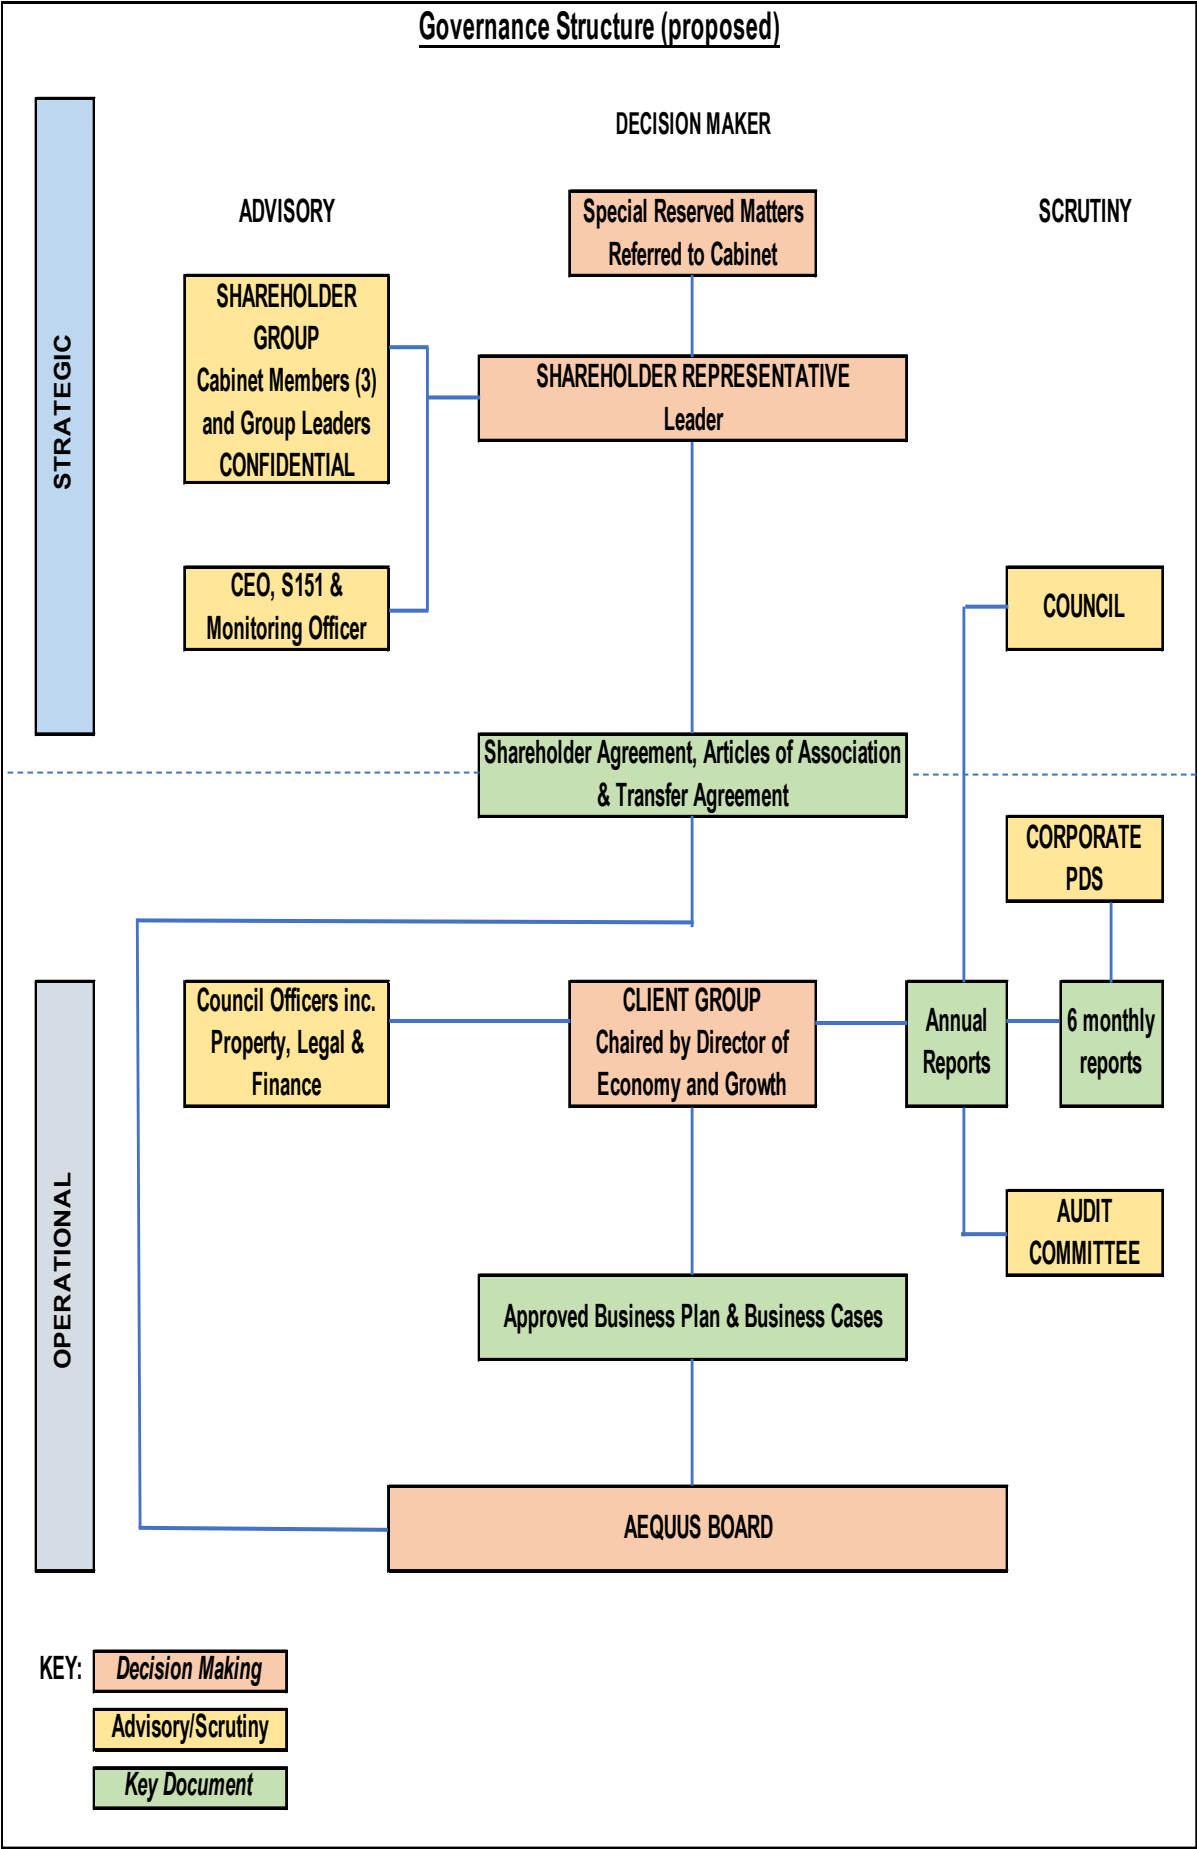 Governance Structure (proposed)
DECISION MAKER
ADVISORY
SCRUTINY
STRATEGIC
Special Reserved Matters
Referred to Cabinet
SHAREHOLDER
GROUP
Cabinet Members (3)
and Group Leaders
CONFIDENTIAL
SHAREHOLDER REPRESENTATIVE
Leader
CEO, S151 &
Monitoring Officer
COUNCIL
Shareholder Agreement, Articles of Association
& Transfer Agreement
CORPORATE
PDS
OPERATIONAL
Council Officers inc.
Property, Legal &
Finance
CLIENT GROUP
Chaired by Director of
Economy and Growth
Annual
Reports
6 monthly
reports
AUDIT
COMMITTEE
Approved Business Plan & Business Cases
AEQUUS BOARD
KEY:
Decision Making
Advisory/Scrutiny
Key Document